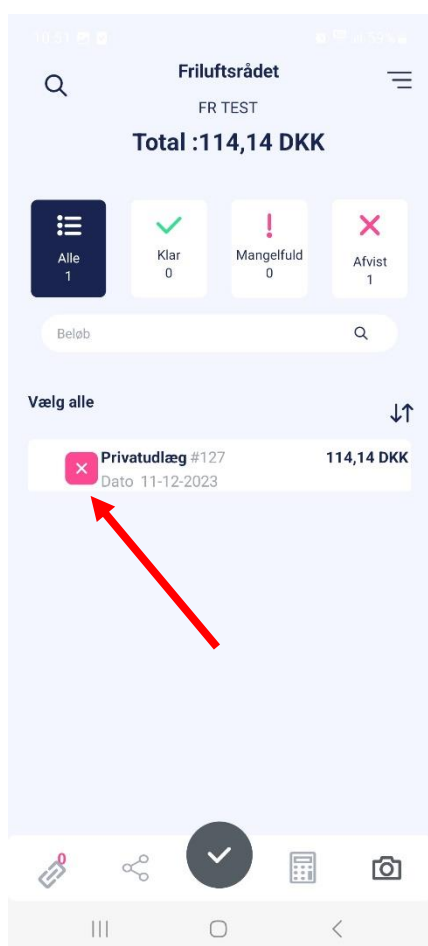 Friluftsrådet
FR TEST
Total :114,14 DKK
Alle
1
Klar
0
Mangelfuld
0
Afvist
1
Beløb
Vælg alle
Privatudlæg #127
114,14 DKK
Dato 11-12-2023
0